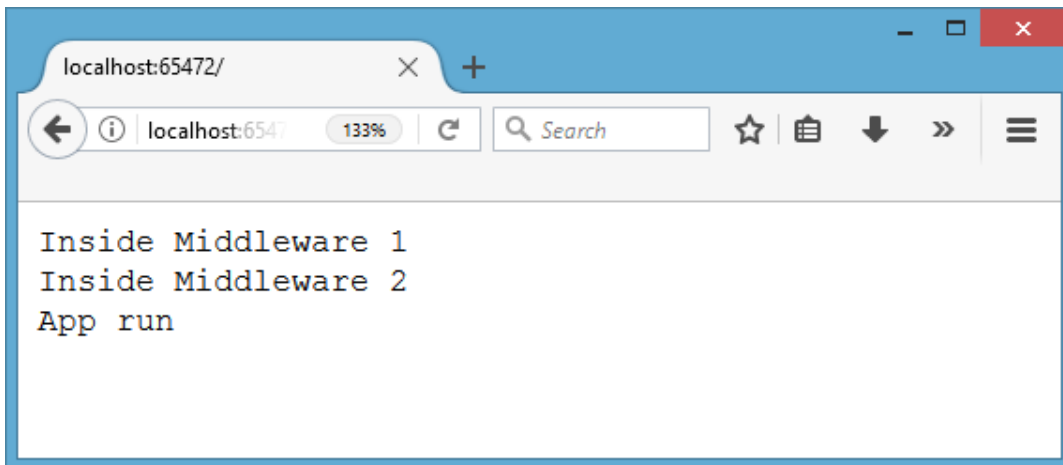 localhost:65472/
localhost:6547 133% Search
Inside Middleware 1
Inside Middleware 2
App run